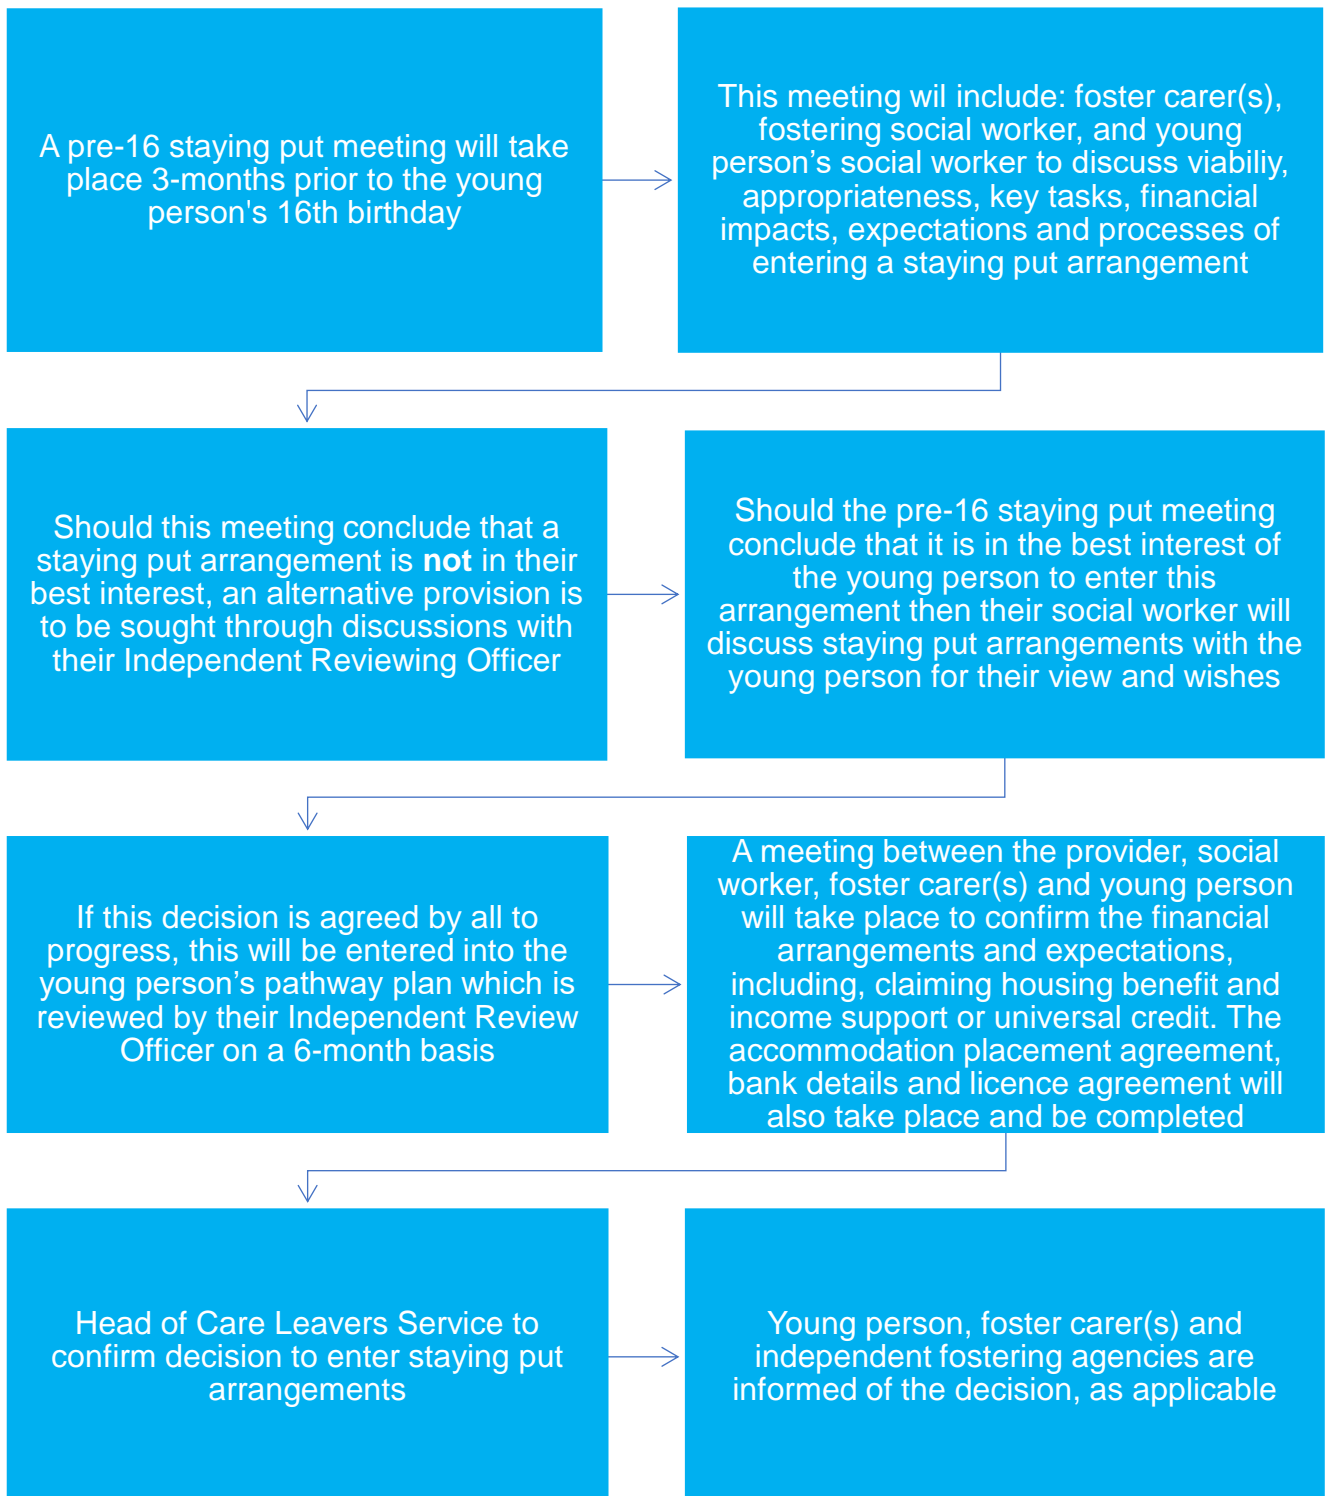 A pre-16 staying put meeting will take
place 3-months prior to the young
person's 16th birthday
This meeting wil include: foster carer(s),
fostering social worker, and young
person’s social worker to discuss viabiliy,
appropriateness, key tasks, financial
impacts, expectations and processes of
entering a staying put arrangement
Should this meeting conclude that a
staying put arrangement is not in their
best interest, an alternative provision is
to be sought through discussions with
their Independent Reviewing Officer
Should the pre-16 staying put meeting
conclude that it is in the best interest of
the young person to enter this
arrangement then their social worker will
discuss staying put arrangements with the
young person for their view and wishes
If this decision is agreed by all to
progress, this will be entered into the
young person’s pathway plan which is
reviewed by their Independent Review
Officer on a 6-month basis
A meeting between the provider, social
worker, foster carer(s) and young person
will take place to confirm the financial
arrangements and expectations,
including, claiming housing benefit and
income support or universal credit. The
accommodation placement agreement,
bank details and licence agreement will
also take place and be completed
Head of Care Leavers Service to
confirm decision to enter staying put
arrangements
Young person, foster carer(s) and
independent fostering agencies are
informed of the decision, as applicable